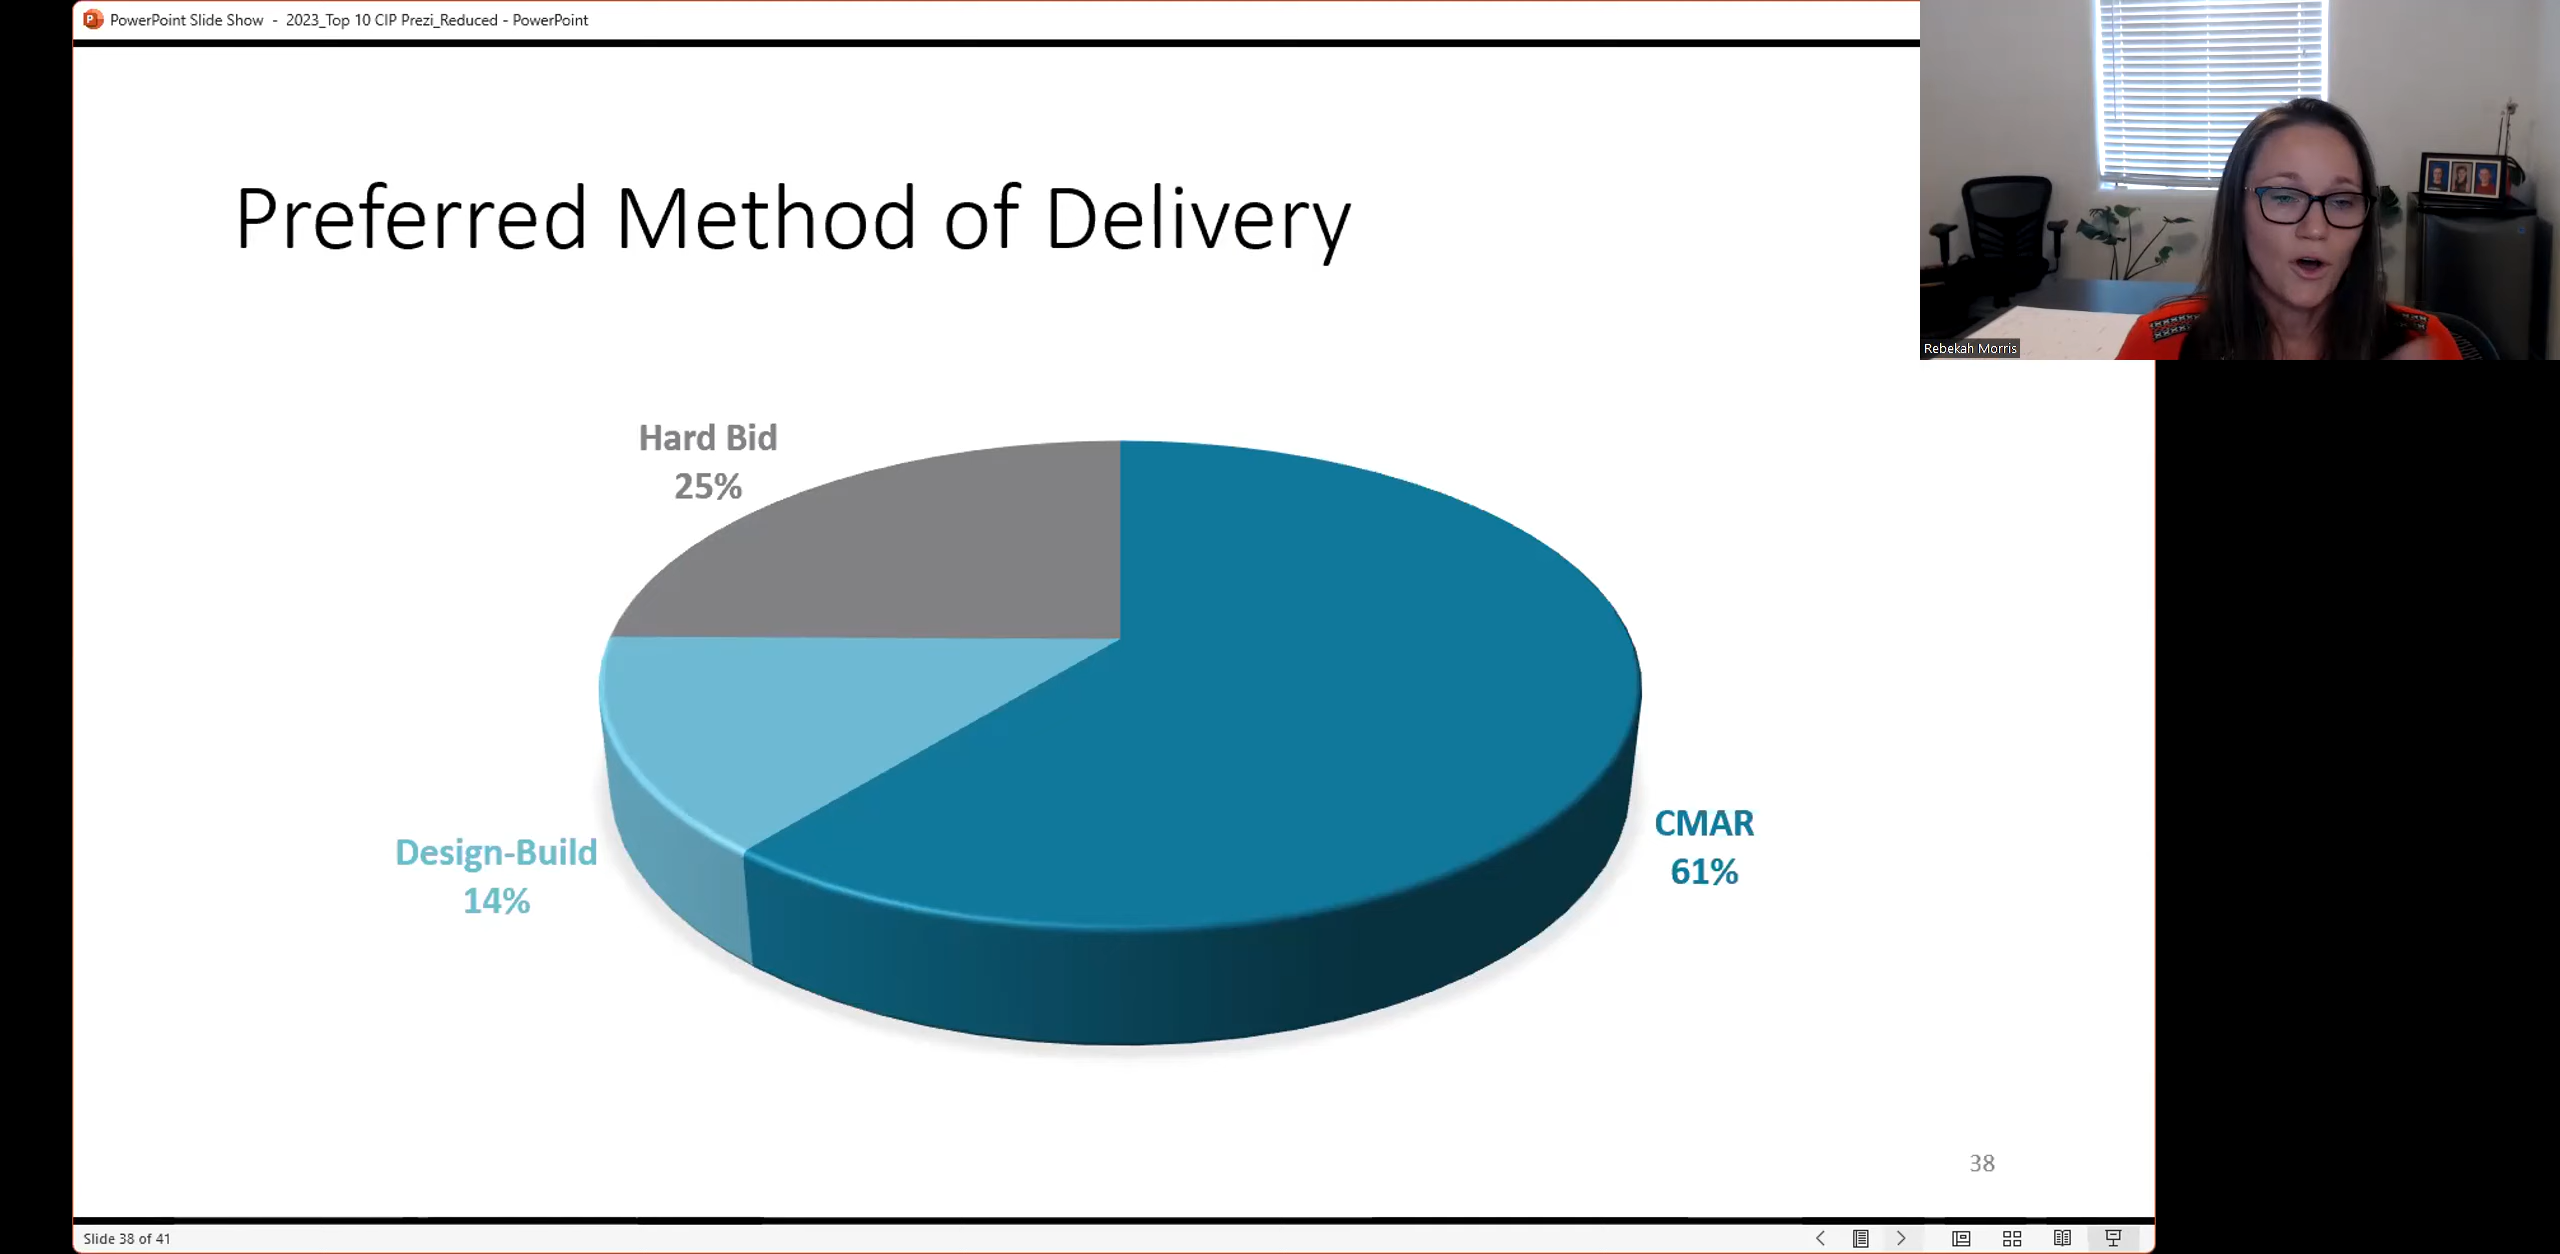 PowerPoint Slide Show - 2023_Top 10 CIP Prezi_Reduced - PowerPoint
Preferred Method of Delivery
Hard Bid
25%
Design-Build
14%
CMAR
61%
38
Rebekah Morris
Slide 38 of 41